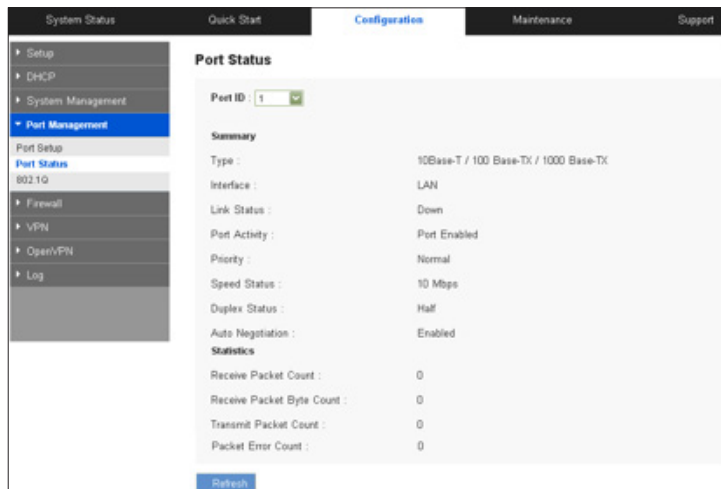 System Status Quick Start Configuration Maintenance Support
Setup
DHCP
System Management
Port Management
Port Setup
Port Status
802.1Q
Firewall
VPN
OpenVPN
Log
Port Status
Port ID : 1
Summary
Type : 10Base-T / 100 Base-TX / 1000 Base-TX
Interface : LAN
Link Status : Down
Port Activity : Port Enabled
Priority : Normal
Speed Status : 10 Mbps
Duplex Status : Half
Auto Negotiation : Enabled
Statistics
Receive Packet Count : 0
Receive Packet Byte Count : 0
Transmit Packet Count : 0
Packet Error Count : 0
Refresh